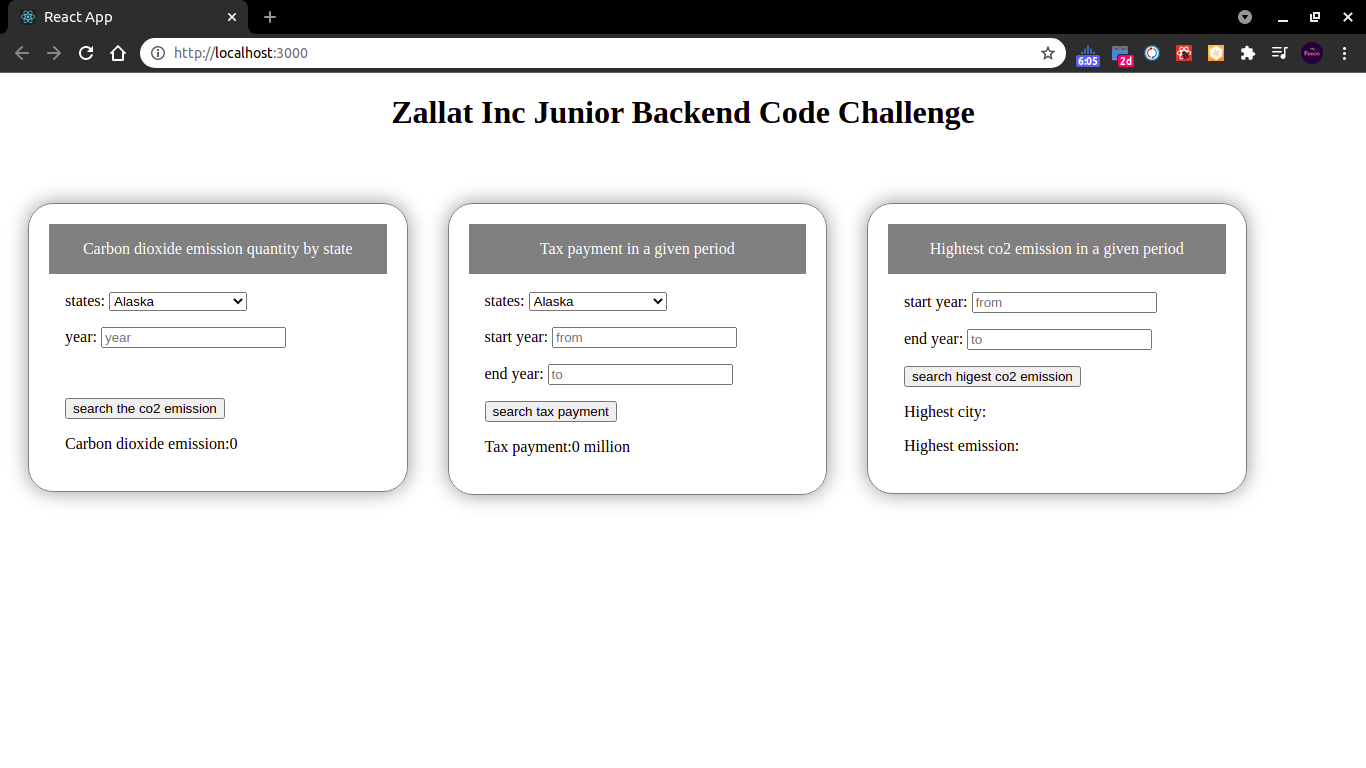 React App
http://localhost:3000
6:05
2d
Fooco
Zallat Inc Junior Backend Code Challenge
Carbon dioxide emission quantity by state
states: Alaska
year: year
search the co2 emission
Carbon dioxide emission:0
Tax payment in a given period
states: Alaska
start year: from
end year: to
search tax payment
Tax payment:0 million
Hightest co2 emission in a given period
start year: from
end year: to
search higest co2 emission
Highest city:
Highest emission: